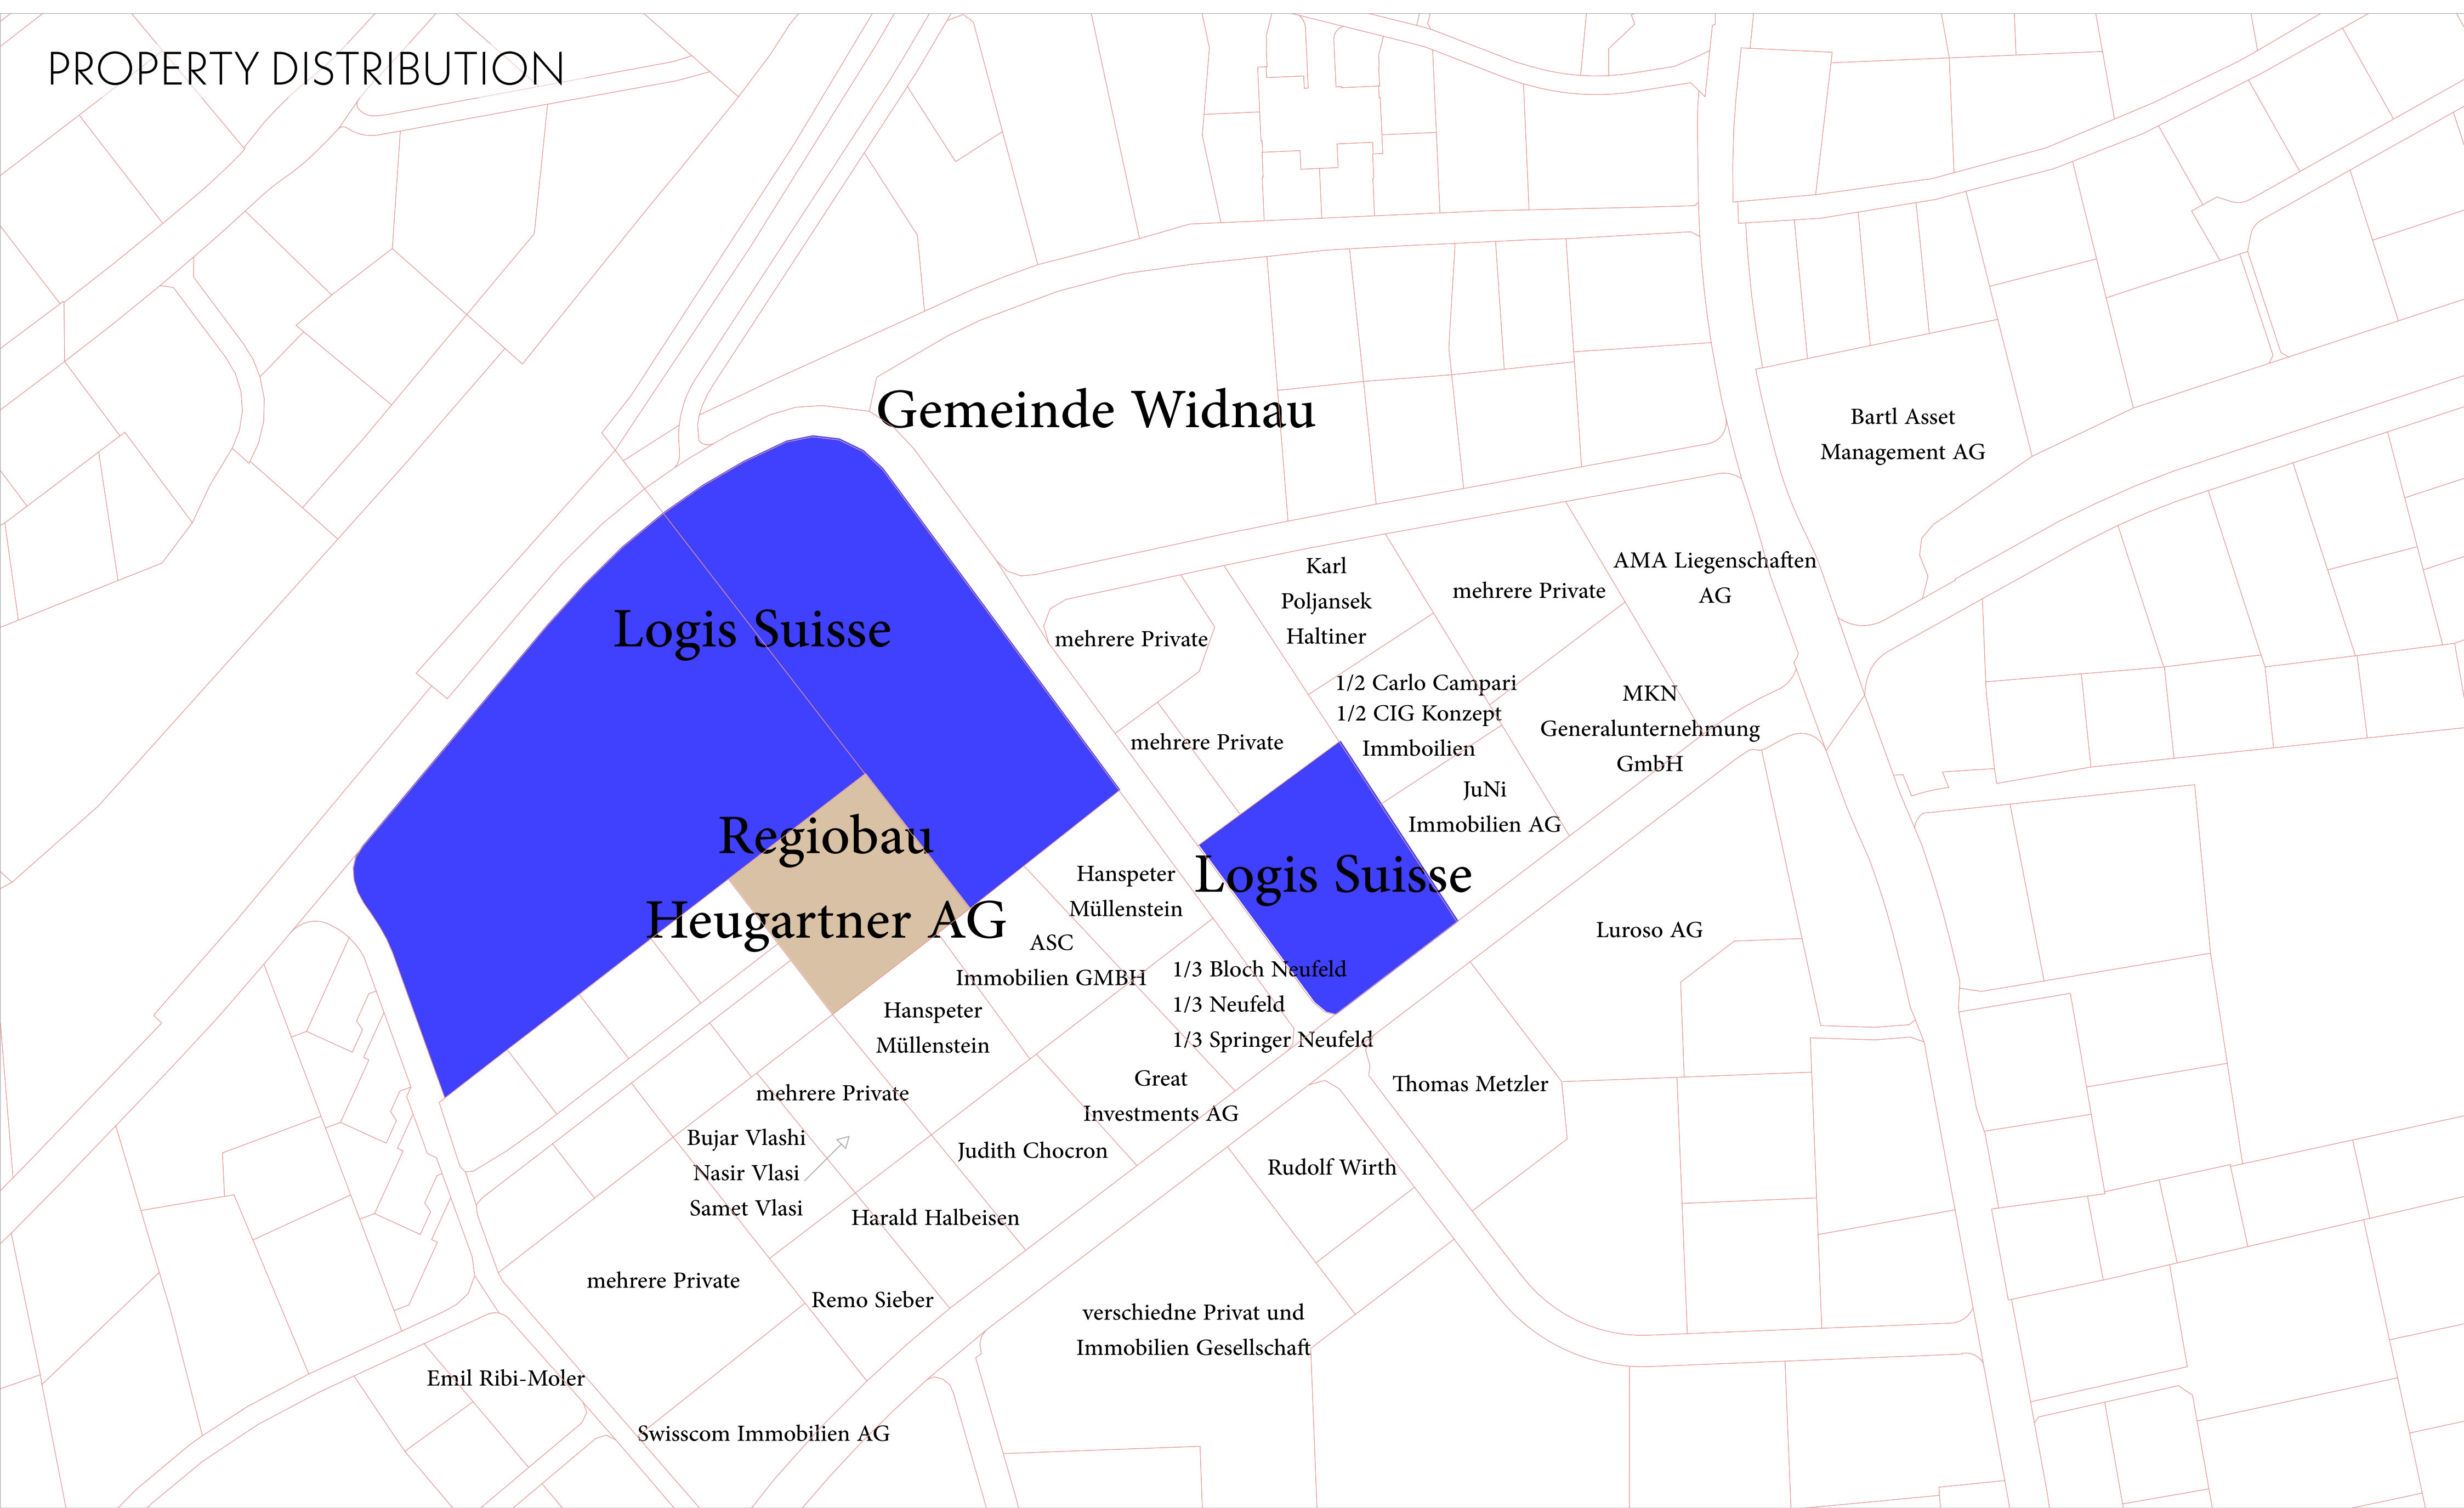 PROPERTY DISTRIBUTION
Gemeinde Widnau
Bartl Asset
Management AG
Logis Suisse
Karl
Poljansek
Haltiner
mehrere Private
AMA Liegenschaften
AG
mehrere Private
1/2 Carlo Campari
1/2 CIG Konzept
Immboilien
MKN
Generalunternehmung
GmbH
mehrere Private
JuNi
Immobilien AG
Regiobau
Heugartner AG
Logis Suisse
Hanspeter
Müllenstein
ASC
Immobilien GMBH
Luroso AG
1/3 Bloch Neufeld
1/3 Neufeld
1/3 Springer Neufeld
Hanspeter
Müllenstein
mehrere Private
Great
Investments AG
Thomas Metzler
Bujar Vlashi
Nasir Vlasi
Samet Vlasi
Judith Chocron
Rudolf Wirth
Harald Halbeisen
mehrere Private
Remo Sieber
verschiedne Privat und
Immobilien Gesellschaft
Emil Ribi-Moler
Swisscom Immobilien AG